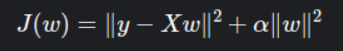 J(w) = ‖y − Xw‖² + α‖w‖²